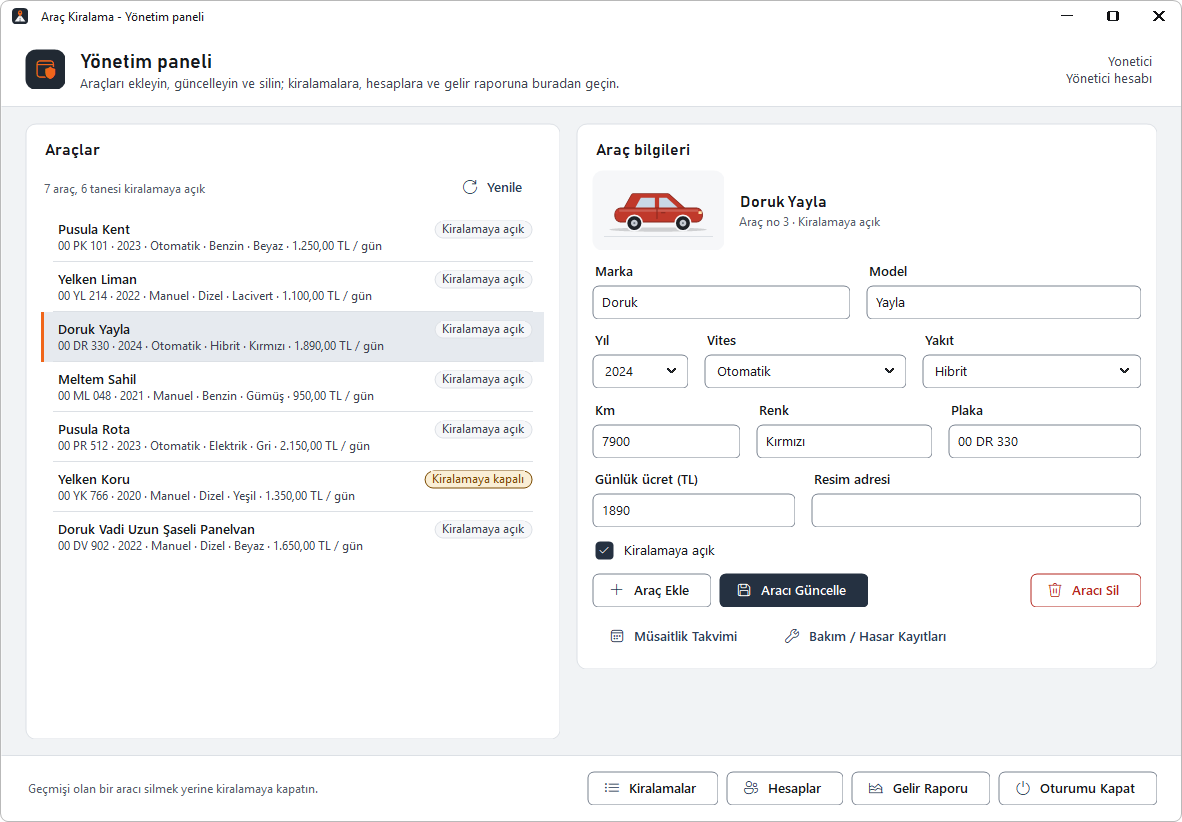 Araç Kiralama - Yönetim paneli
Yönetim paneli
Araçları ekleyin, güncelleyin ve silin; kiralamalara, hesaplara ve gelir raporuna buradan geçin.
Yonetici
Yönetici hesabı
Araçlar
7 araç, 6 tanesi kiralamaya açık
Yenile
Pusula Kent
Kiralamaya açık
00 PK 101 · 2023 · Otomatik · Benzin · Beyaz · 1.250,00 TL / gün
Yelken Liman
Kiralamaya açık
00 YL 214 · 2022 · Manuel · Dizel · Lacivert · 1.100,00 TL / gün
Doruk Yayla
Kiralamaya açık
00 DR 330 · 2024 · Otomatik · Hibrit · Kırmızı · 1.890,00 TL / gün
Meltem Sahil
Kiralamaya açık
00 ML 048 · 2021 · Manuel · Benzin · Gümüş · 950,00 TL / gün
Pusula Rota
Kiralamaya açık
00 PR 512 · 2023 · Otomatik · Elektrik · Gri · 2.150,00 TL / gün
Yelken Koru
Kiralamaya kapalı
00 YK 766 · 2020 · Manuel · Dizel · Yeşil · 1.350,00 TL / gün
Doruk Vadi Uzun Şaseli Panelvan
Kiralamaya açık
00 DV 902 · 2022 · Manuel · Dizel · Beyaz · 1.650,00 TL / gün
Araç bilgileri
Doruk Yayla
Araç no 3 · Kiralamaya açık
Marka
Model
Doruk
Yayla
Yıl
Vites
Yakıt
2024
Otomatik
Hibrit
Km
Renk
Plaka
7900
Kırmızı
00 DR 330
Günlük ücret (TL)
Resim adresi
1890
Kiralamaya açık
Araç Ekle
Aracı Güncelle
Aracı Sil
Müsaitlik Takvimi
Bakım / Hasar Kayıtları
Geçmişi olan bir aracı silmek yerine kiralamaya kapatın.
Kiralamalar
Hesaplar
Gelir Raporu
Oturumu Kapat